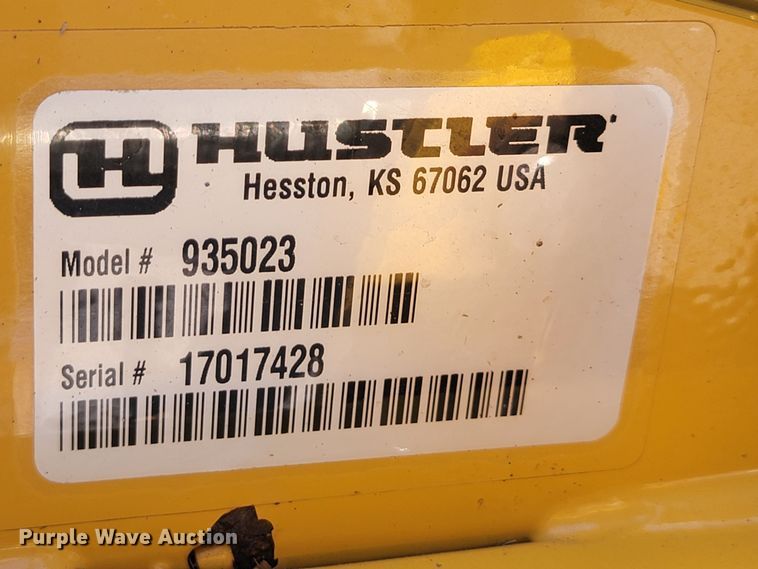 H HUSTLER
Hesston, KS 67062 USA
Model # 935023
Serial # 17017428
Purple Wave Auction